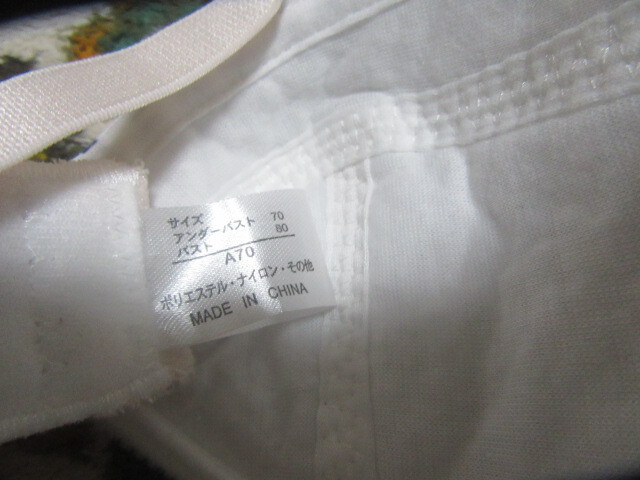 サイズ
アンダーバスト 70
バスト 80
A70
ポリエステル・ナイロン・その他
MADE IN CHINA